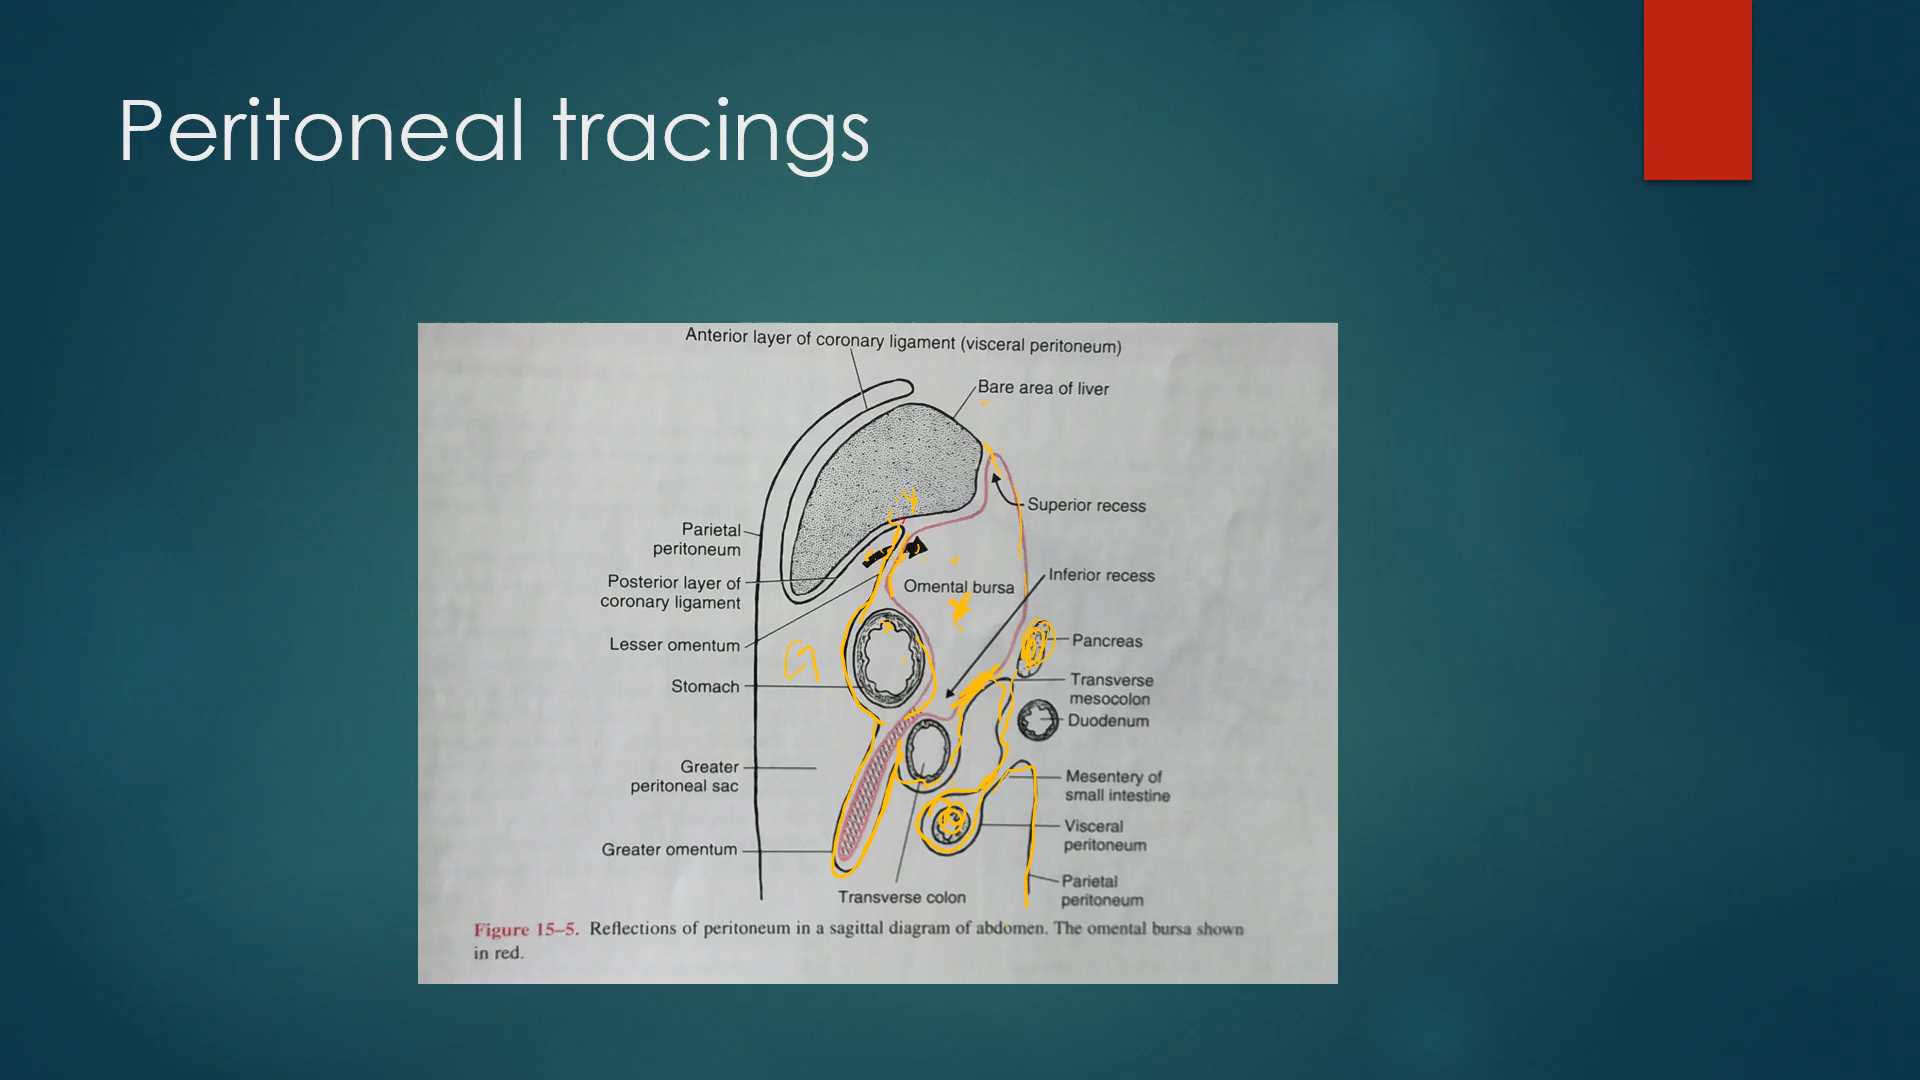 Peritoneal tracings
Anterior layer of coronary ligament (visceral peritoneum)
Bare area of liver
Superior recess
Parietal
peritoneum
Inferior recess
Posterior layer of
coronary ligament
Omental bursa
Lesser omentum
Pancreas
Stomach
Transverse
mesocolon
Duodenum
Greater
peritoneal sac
Mesentery of
small intestine
Visceral
peritoneum
Greater omentum
Transverse colon
Parietal
peritoneum
Figure 15–5. Reflections of peritoneum in a sagittal diagram of abdomen. The omental bursa shown
in red.